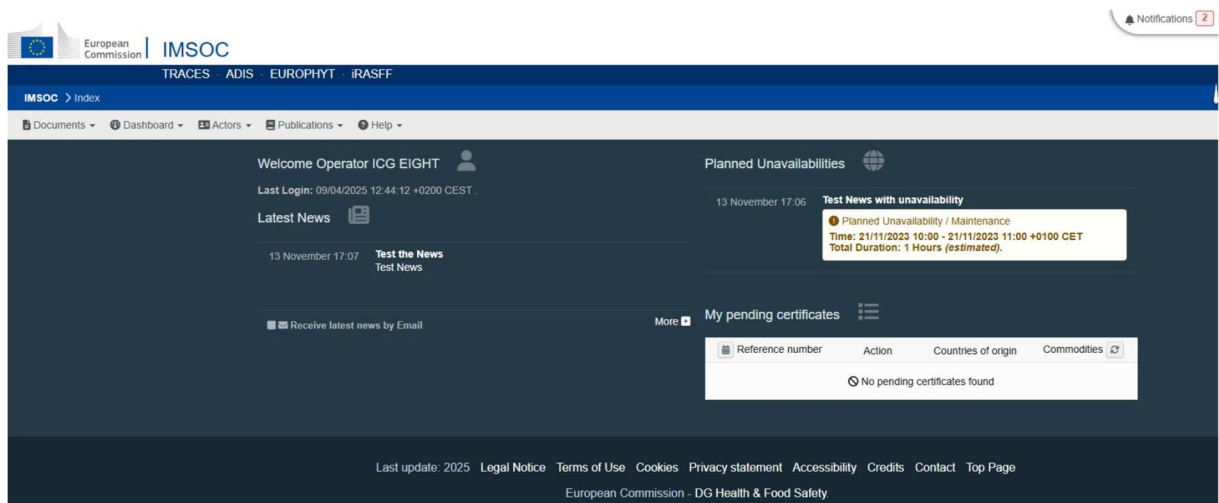 Notifications 2
European
Commission
IMSOC
TRACES · ADIS · EUROPHYT · iRASFF
IMSOC > Index
Documents Dashboard Actors Publications Help
Welcome Operator ICG EIGHT
Last Login: 09/04/2025 12:44:12 +0200 CEST .
Latest News
13 November 17:07 Test the News
Test News
Receive latest news by Email
More
Planned Unavailabilities
13 November 17:06 Test News with unavailability
Planned Unavailability / Maintenance
Time: 21/11/2023 10:00 - 21/11/2023 11:00 +0100 CET
Total Duration: 1 Hours (estimated).
My pending certificates
Reference number Action Countries of origin Commodities
No pending certificates found
Last update: 2025 Legal Notice Terms of Use Cookies Privacy statement Accessibility Credits Contact Top Page
European Commission - DG Health & Food Safety.